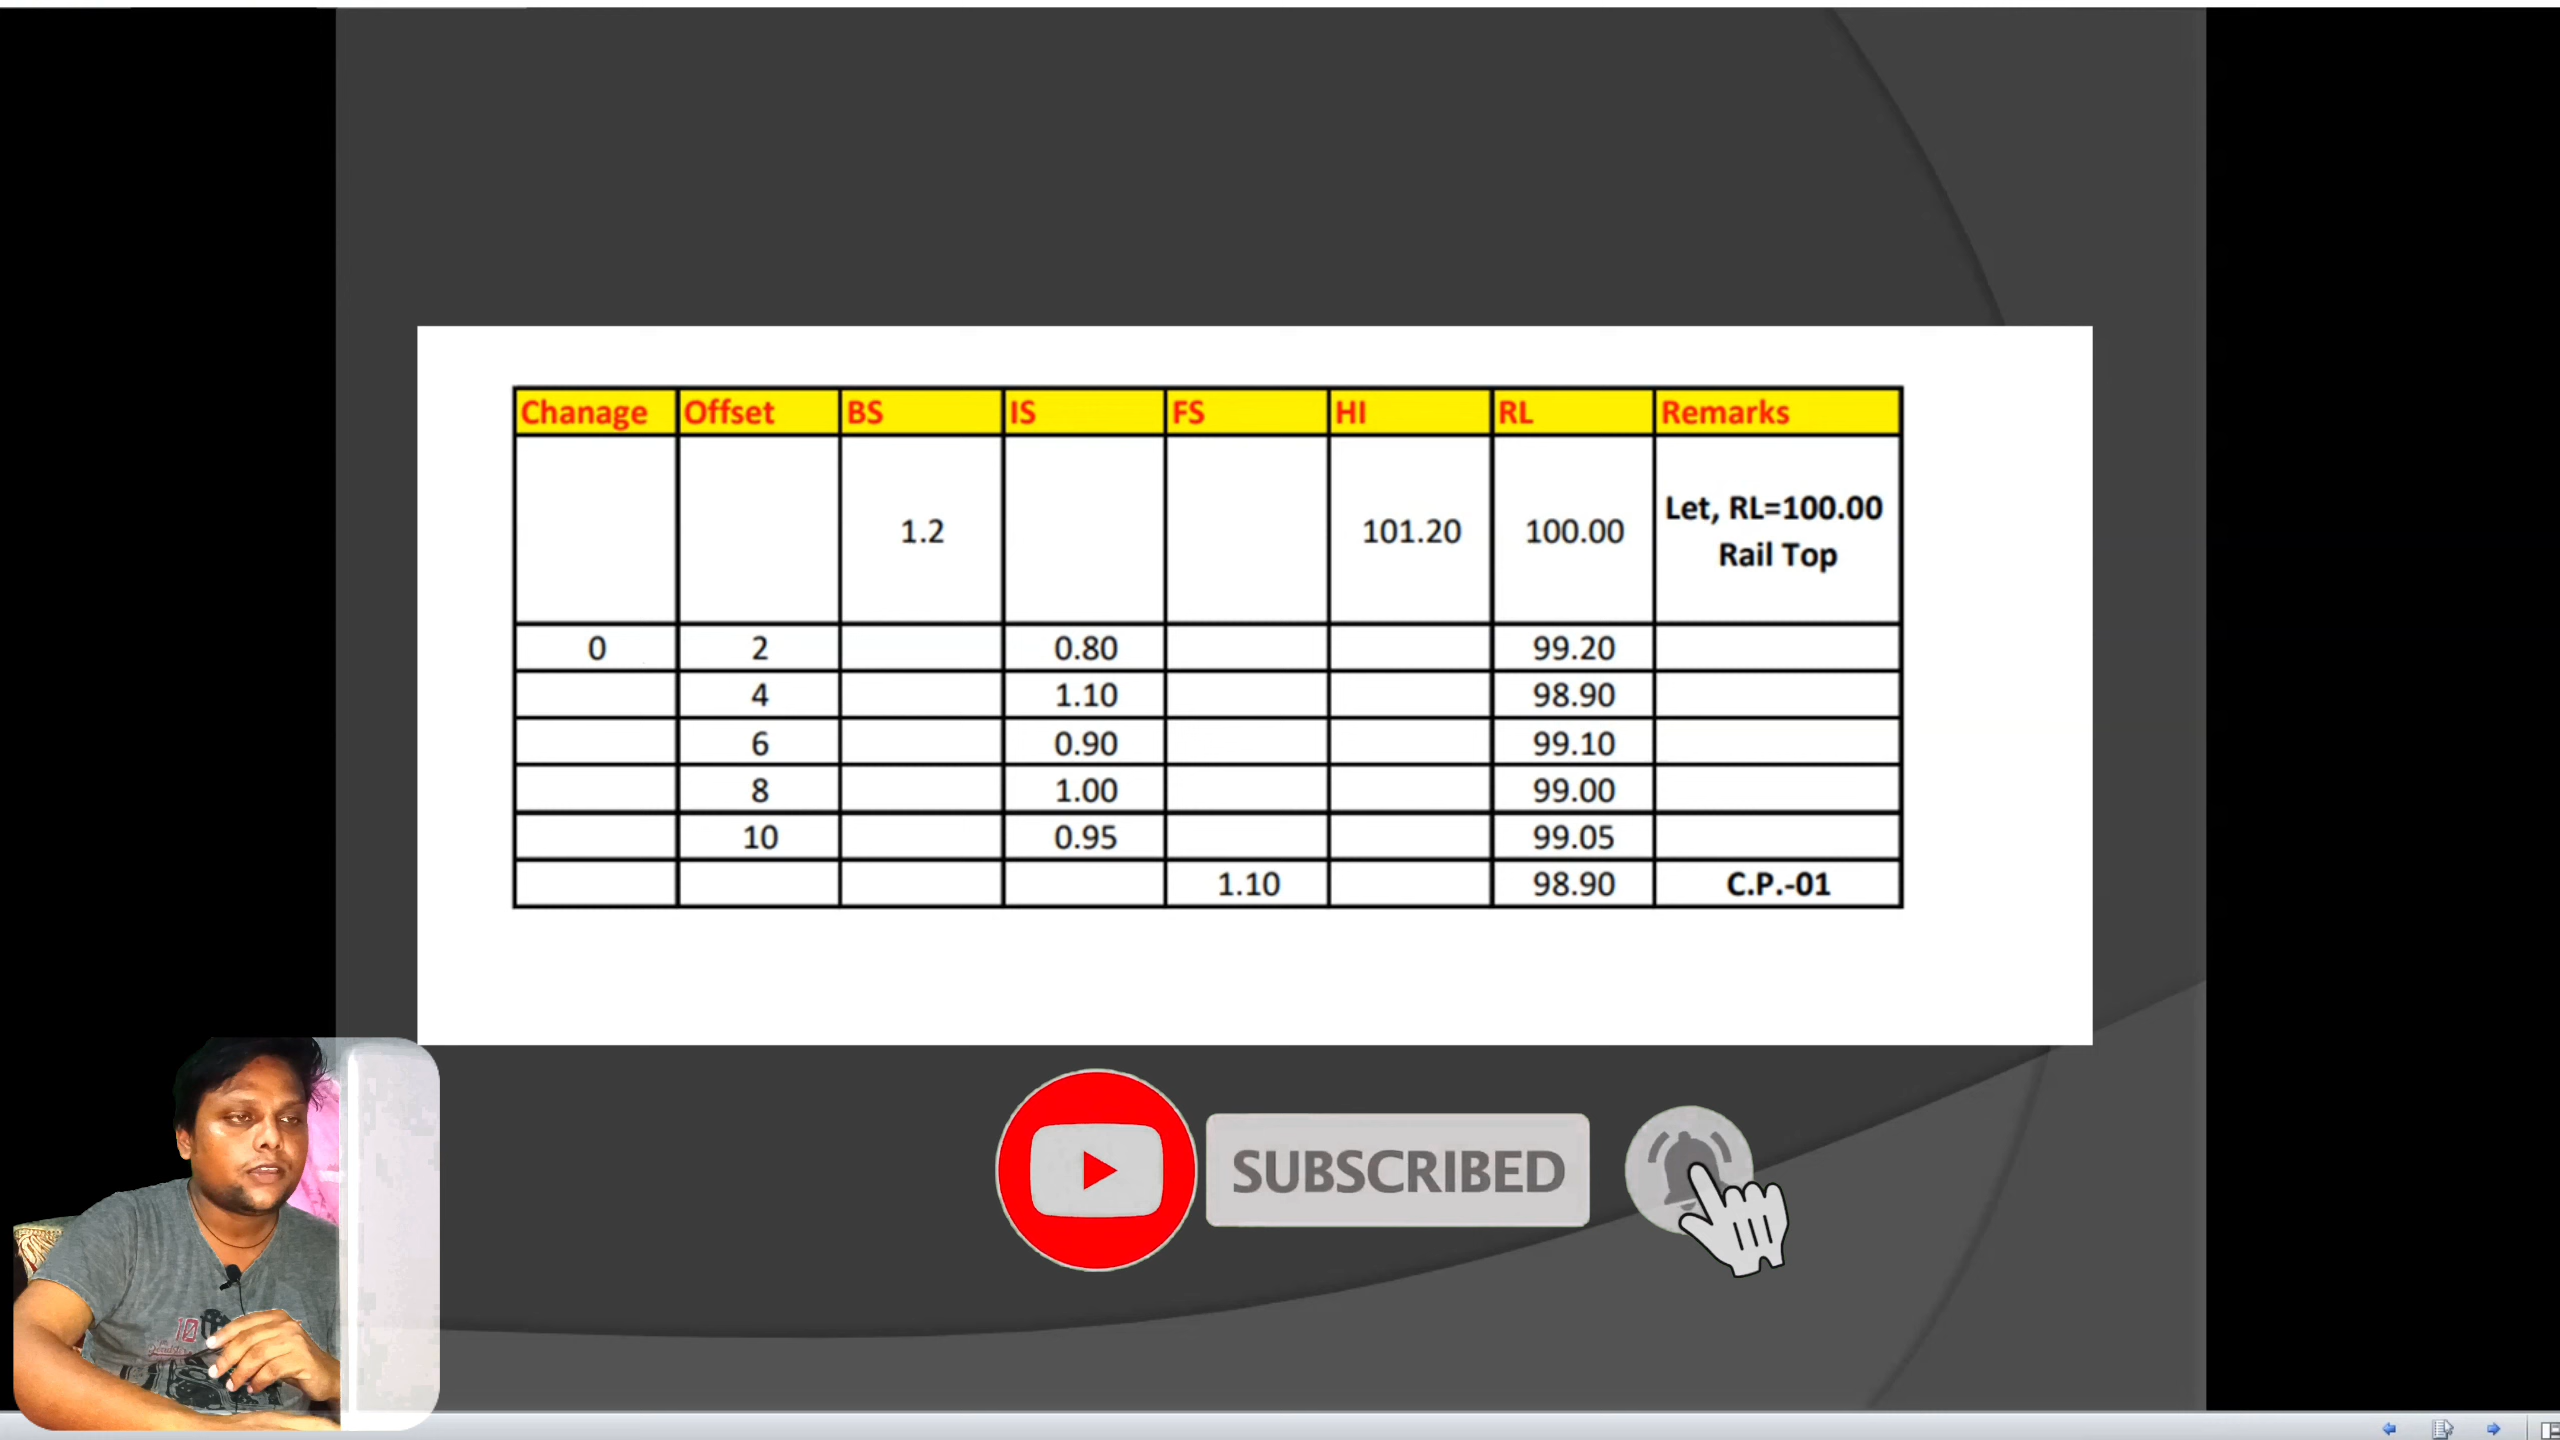 Chanage Offset BS IS FS HI RL Remarks
1.2 101.20 100.00 Let, RL=100.00
Rail Top
0 2 0.80 99.20
4 1.10 98.90
6 0.90 99.10
8 1.00 99.00
10 0.95 99.05
1.10 98.90 C.P.-01
SUBSCRIBED
10